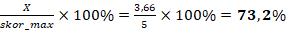 X/skor_max × 100% = 3,66/5 × 100% = 73,2%